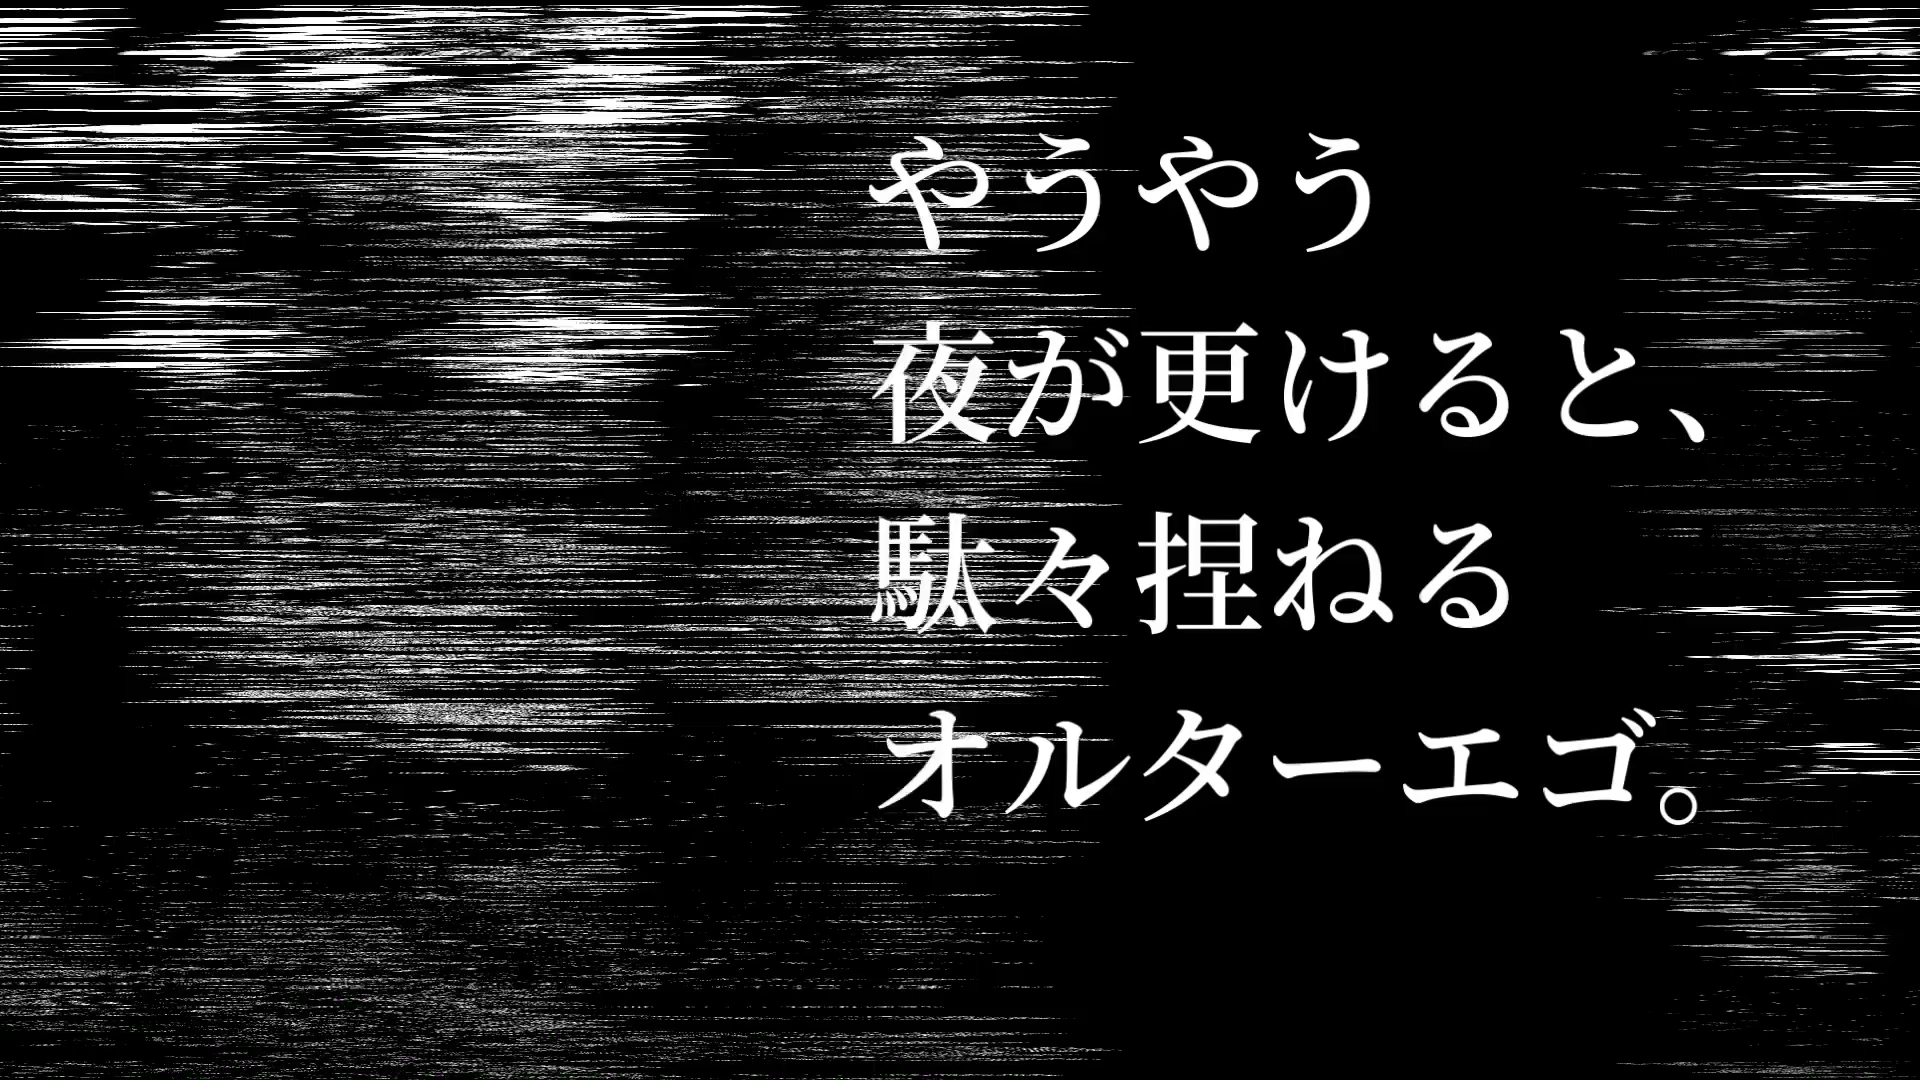 やうやう
夜が更けると、
駄々捏ねる
オルターエゴ。